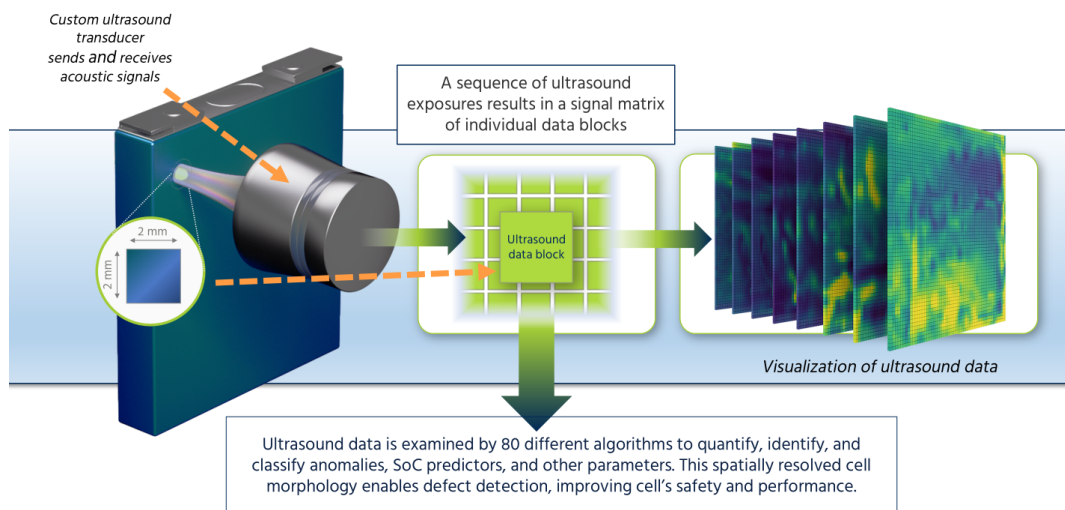 Custom ultrasound
transducer
sends and receives
acoustic signals
A sequence of ultrasound
exposures results in a signal matrix
of individual data blocks
2 mm
2 mm
Ultrasound
data block
Visualization of ultrasound data
Ultrasound data is examined by 80 different algorithms to quantify, identify, and
classify anomalies, SoC predictors, and other parameters. This spatially resolved cell
morphology enables defect detection, improving cell’s safety and performance.